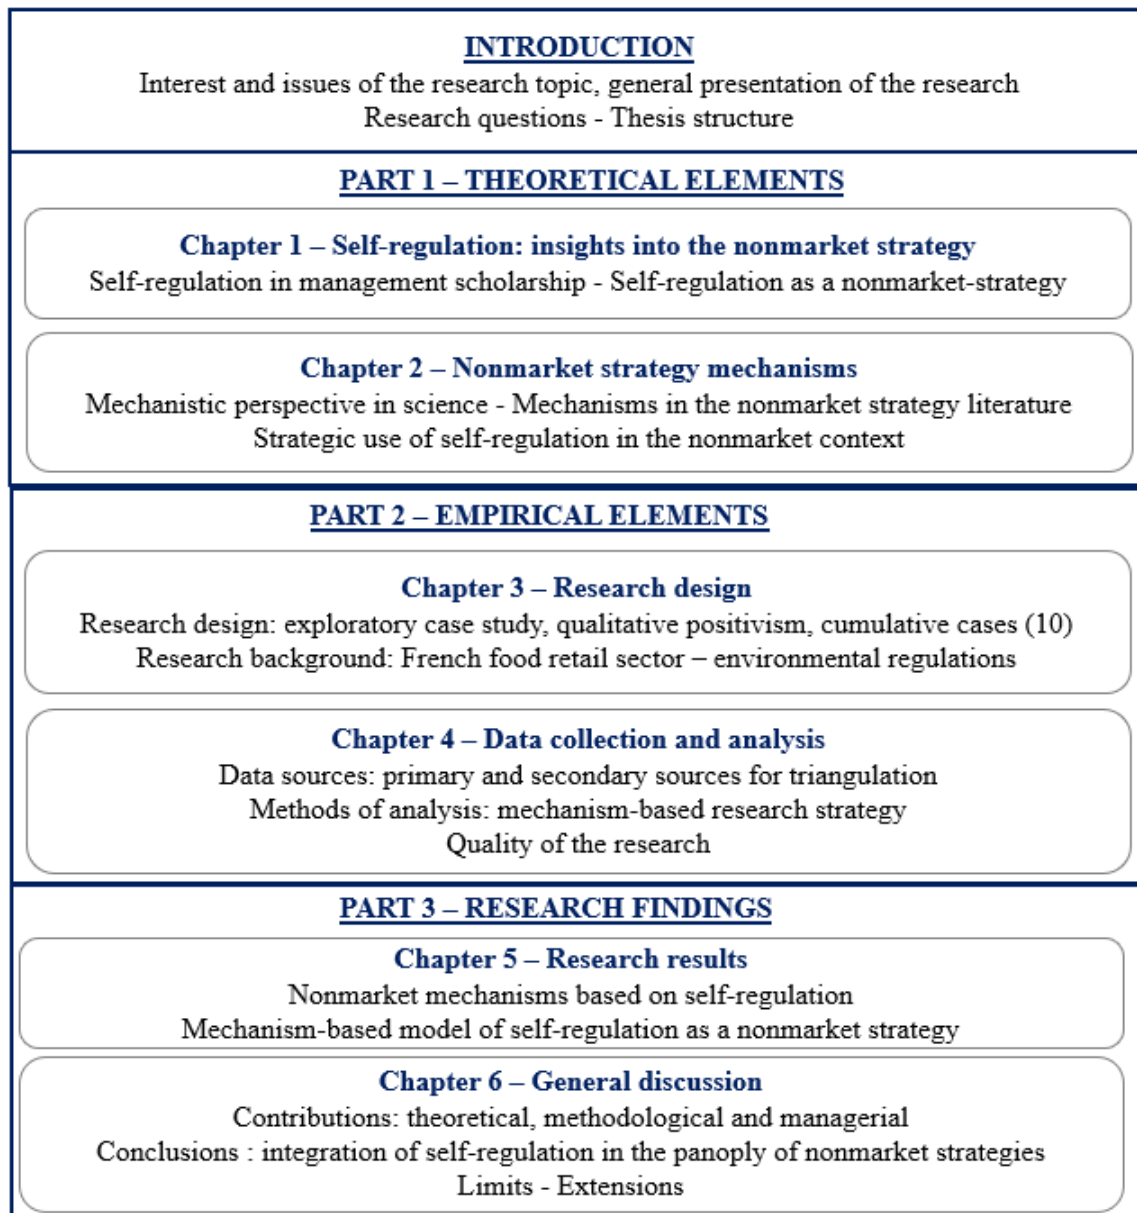 INTRODUCTION
Interest and issues of the research topic, general presentation of the research
Research questions - Thesis structure
PART 1 – THEORETICAL ELEMENTS
Chapter 1 – Self-regulation: insights into the nonmarket strategy
Self-regulation in management scholarship - Self-regulation as a nonmarket-strategy
Chapter 2 – Nonmarket strategy mechanisms
Mechanistic perspective in science - Mechanisms in the nonmarket strategy literature
Strategic use of self-regulation in the nonmarket context
PART 2 – EMPIRICAL ELEMENTS
Chapter 3 – Research design
Research design: exploratory case study, qualitative positivism, cumulative cases (10)
Research background: French food retail sector – environmental regulations
Chapter 4 – Data collection and analysis
Data sources: primary and secondary sources for triangulation
Methods of analysis: mechanism-based research strategy
Quality of the research
PART 3 – RESEARCH FINDINGS
Chapter 5 – Research results
Nonmarket mechanisms based on self-regulation
Mechanism-based model of self-regulation as a nonmarket strategy
Chapter 6 – General discussion
Contributions: theoretical, methodological and managerial
Conclusions : integration of self-regulation in the panoply of nonmarket strategies
Limits - Extensions